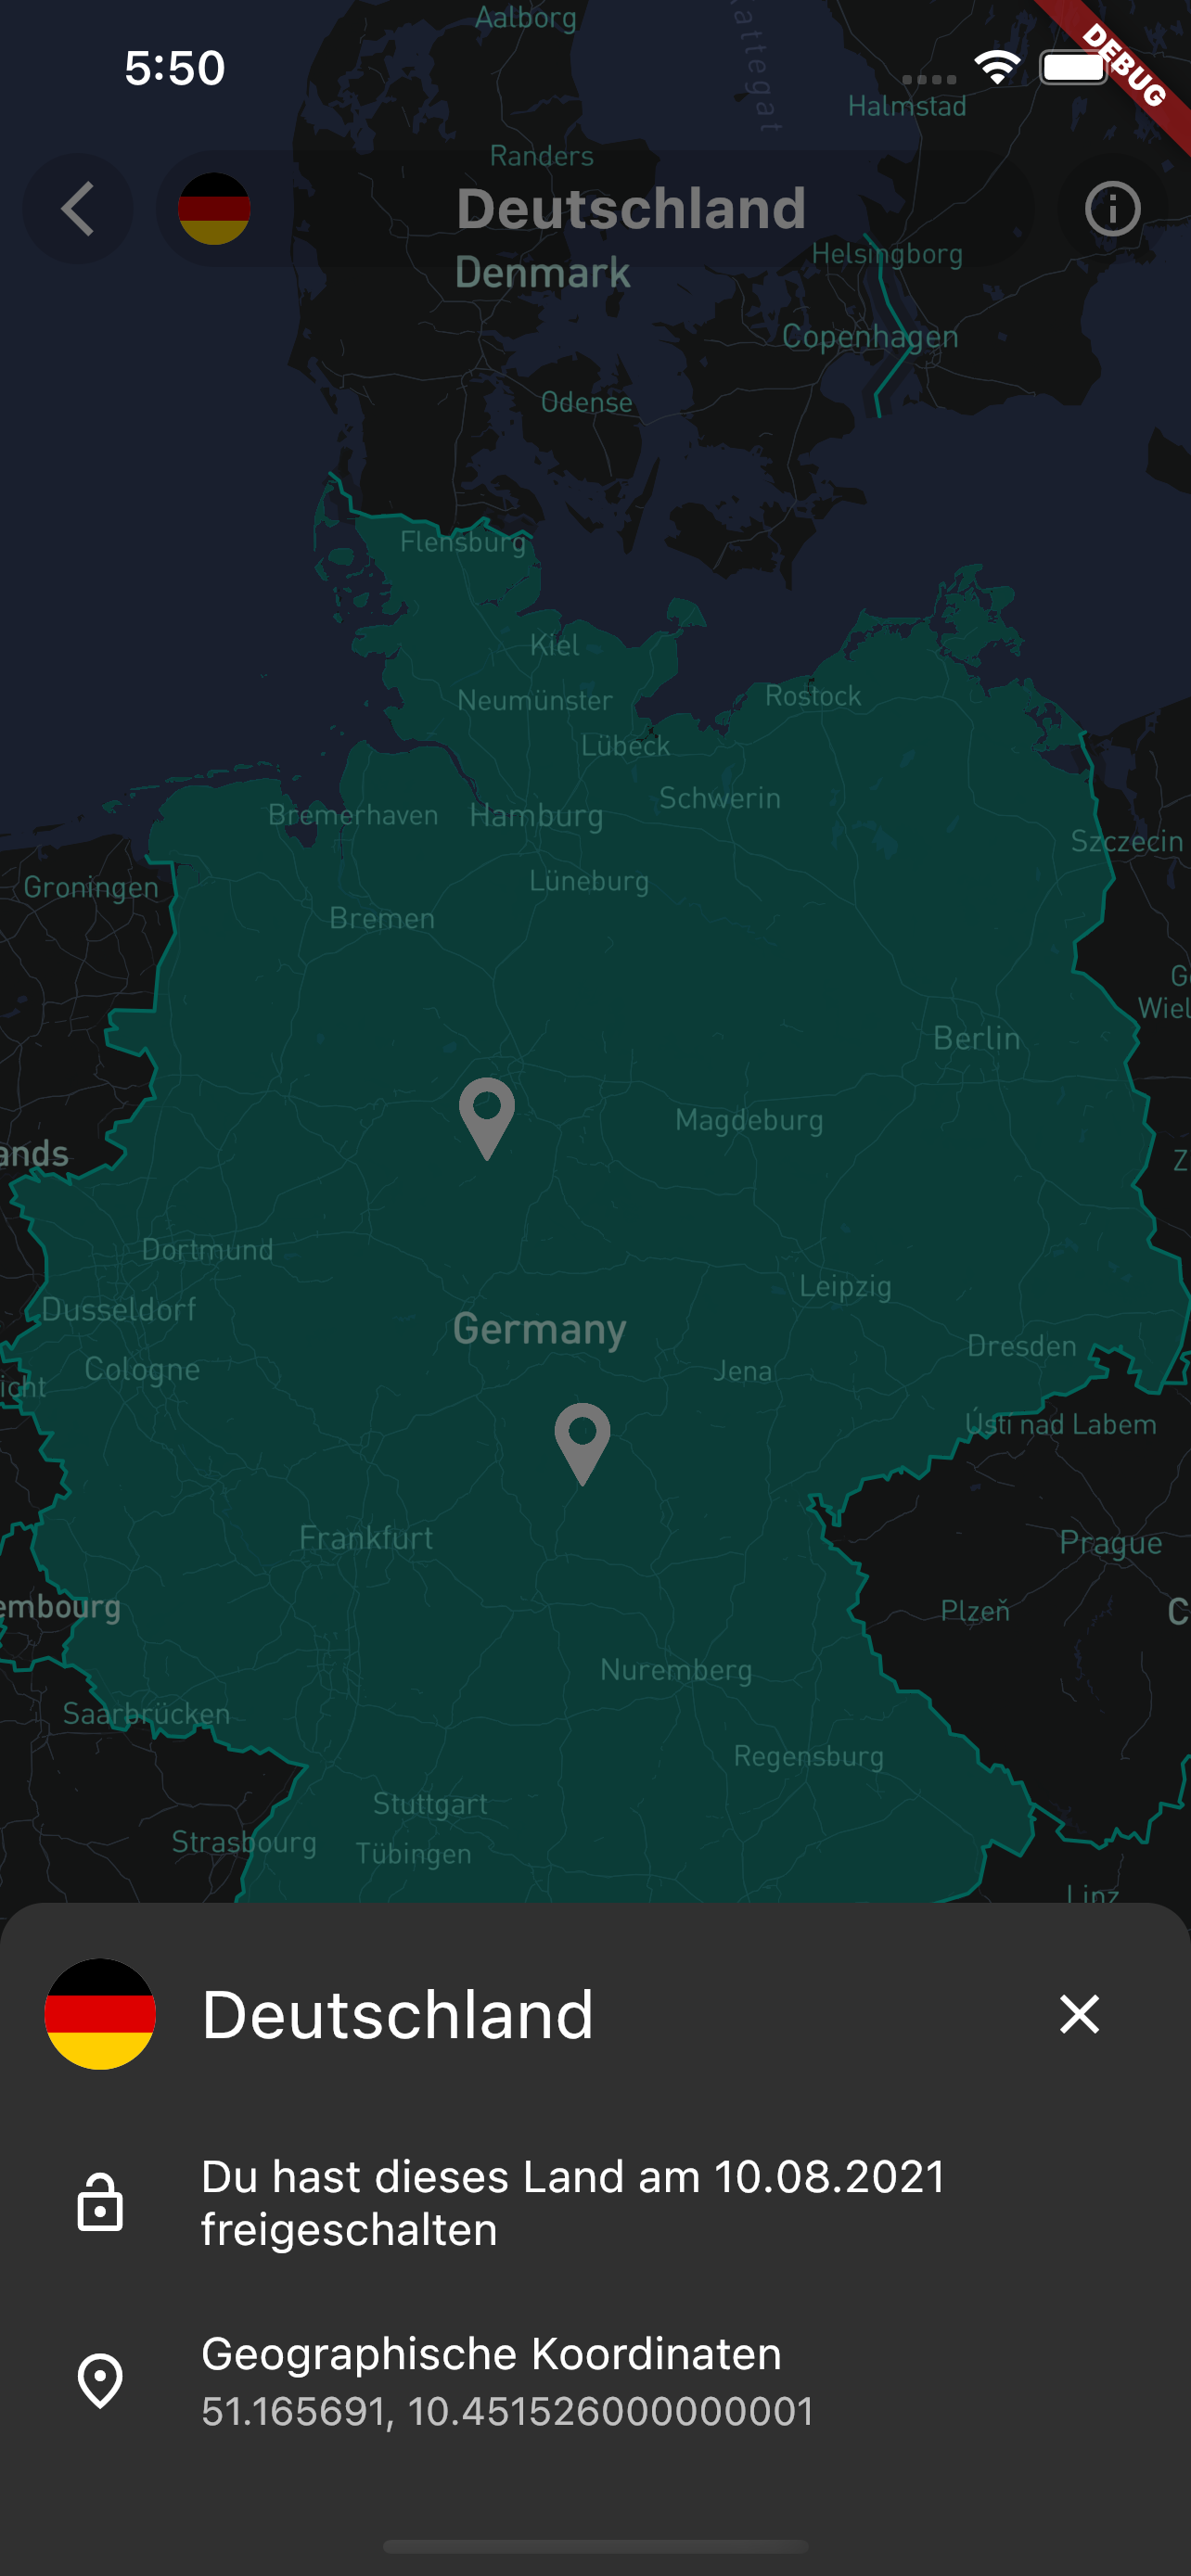 Aalborg
5:50
DEBUG
Kattegat
Halmstad
Randers
Deutschland
Helsingborg
Denmark
Copenhagen
Odense
Flensburg
Kiel
Neumünster
Rostock
Lübeck
Schwerin
Bremerhaven
Hamburg
Szczecin
Groningen
Lüneburg
Bremen
G
Wiel
Berlin
Magdeburg
ands
Z
Dortmund
Leipzig
Dusseldorf
Germany
Dresden
Cologne
Jena
icht
Ústí nad Labem
Frankfurt
Prague
embourg
Plzeň
C
Nuremberg
Saarbrücken
Regensburg
Stuttgart
Strasbourg
Tübingen
Linz
Deutschland
Du hast dieses Land am 10.08.2021
freigeschalten
Geographische Koordinaten
51.165691, 10.451526000000001